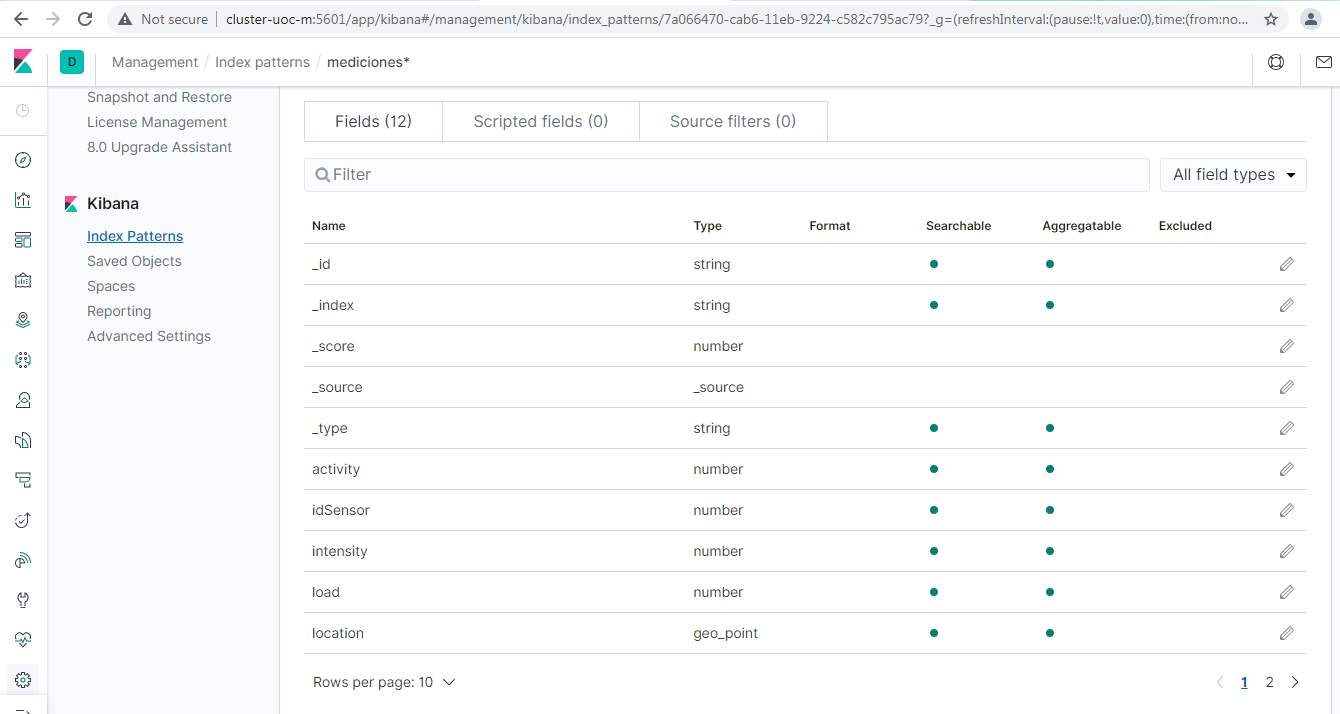 Not secure
cluster-uoc-m:5601/app/kibana#/management/kibana/index_patterns/7a066470-cab6-11eb-9224-c582c795ac79?_g=(refreshInterval:(pause:!t,value:0),time:(from:no...
D
Management / Index patterns / mediciones*
Snapshot and Restore
License Management
8.0 Upgrade Assistant
Kibana
Index Patterns
Saved Objects
Spaces
Reporting
Advanced Settings
Fields (12)
Scripted fields (0)
Source filters (0)
Filter
All field types
Name Type Format Searchable Aggregatable Excluded
_id string
_index string
_score number
_source _source
_type string
activity number
idSensor number
intensity number
load number
location geo_point
Rows per page: 10
1 2